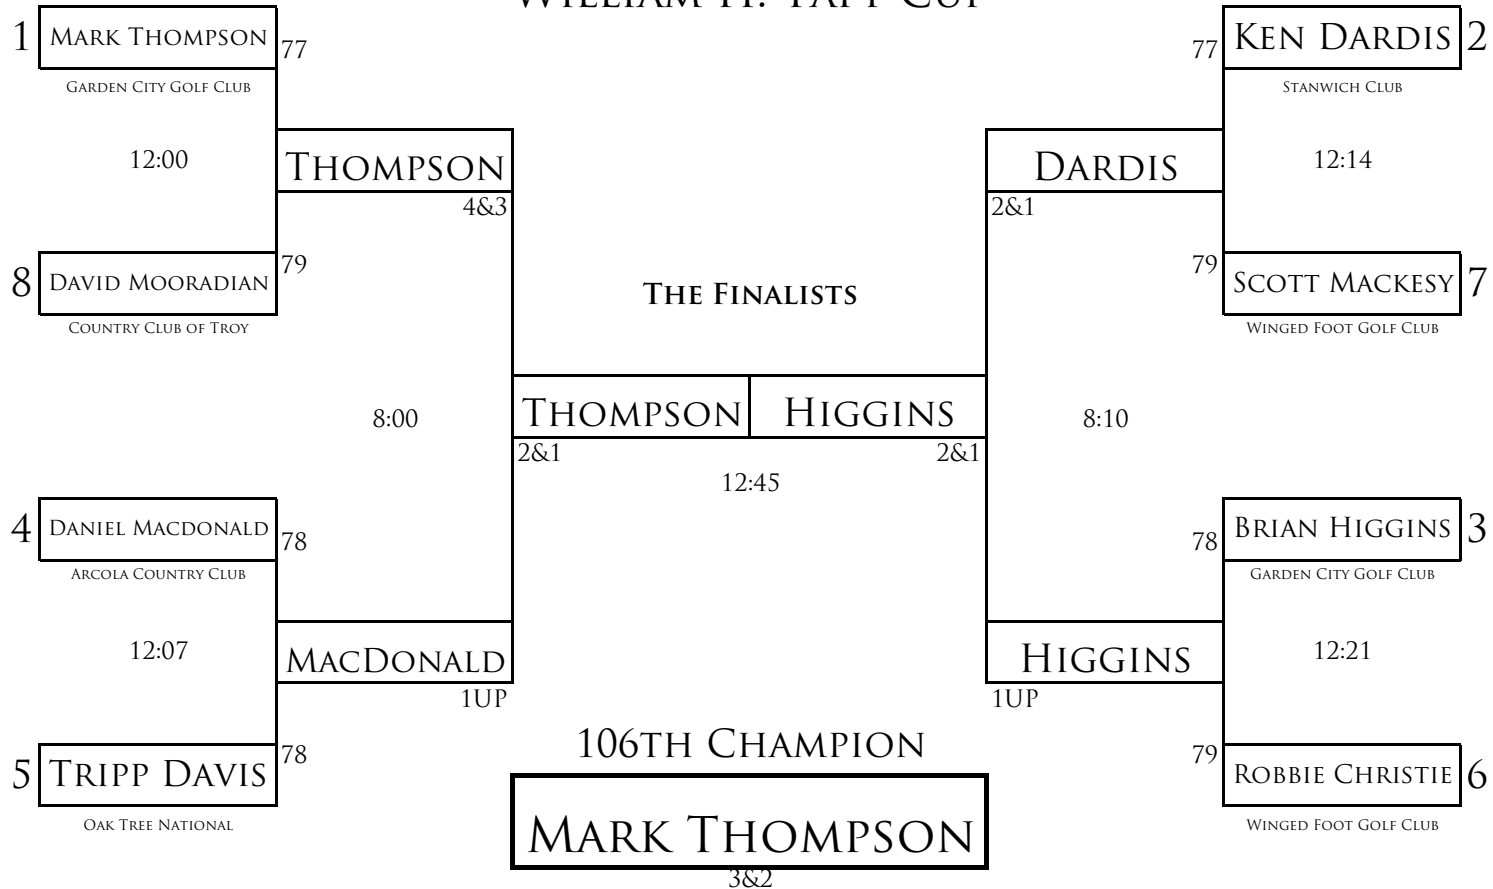 William H. Cup
1 Mark Thompson 77
Garden City Golf Club
12:00
Thompson
4&3
8 David Mooradian 79
Country Club of Troy
8:00
4 Daniel Macdonald 78
Arcola Country Club
12:07
MacDonald
1UP
5 Tripp Davis 78
Oak Tree National
The Finalists
Thompson Higgins
2&1 2&1
12:45
106th Champion
Mark Thompson
3&2
77 Ken Dardis 2
Stanwich Club
12:14
Dardis
2&1
79 Scott Mackesy 7
Winged Foot Golf Club
8:10
78 Brian Higgins 3
Garden City Golf Club
12:21
Higgins
1UP
79 Robbie Christie 6
Winged Foot Golf Club